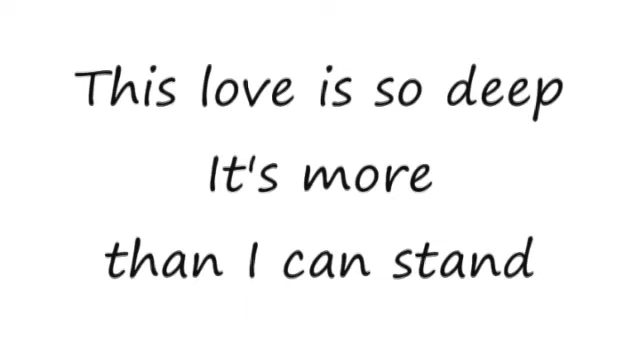 This love is so deep
It's more
than I can stand